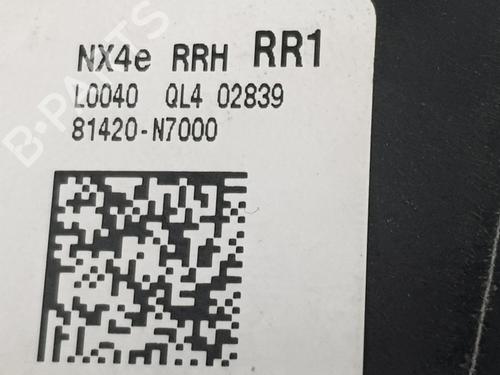 NX4e RRH RR1
L0040 QL4 02839
81420-N7000
B-PARTS